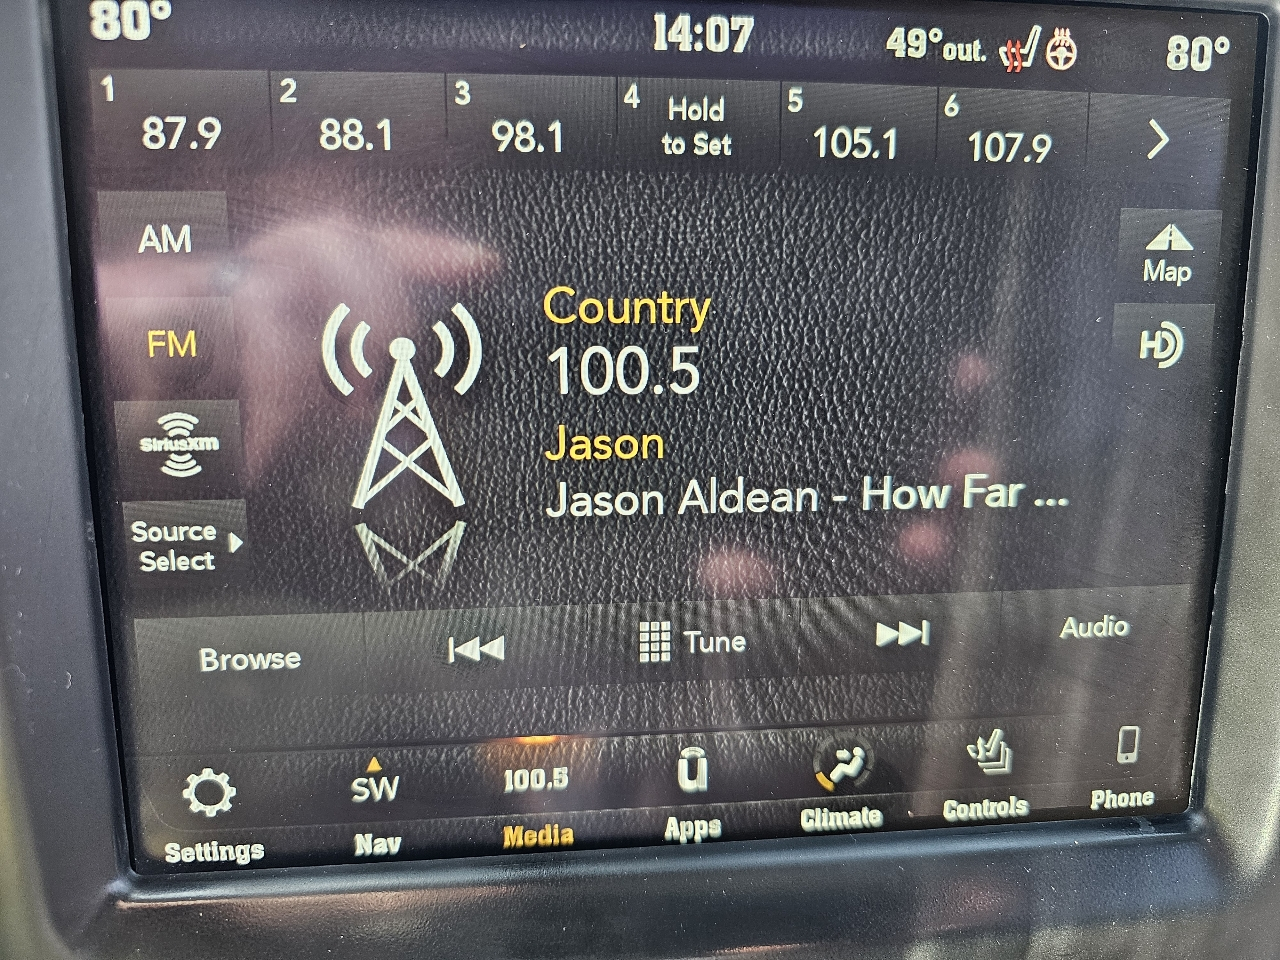 80° 14:07 49°out. 80°
1 2 3 4 5 6
87.9 88.1 98.1 Hold to Set 105.1 107.9
AM
Map
FM
HD
Country
100.5
SiriusXM
Jason
Jason Aldean - How Far ...
Source
Select
Browse Tune Audio
SW 100.5
Settings Nav Media Apps Climate Controls Phone